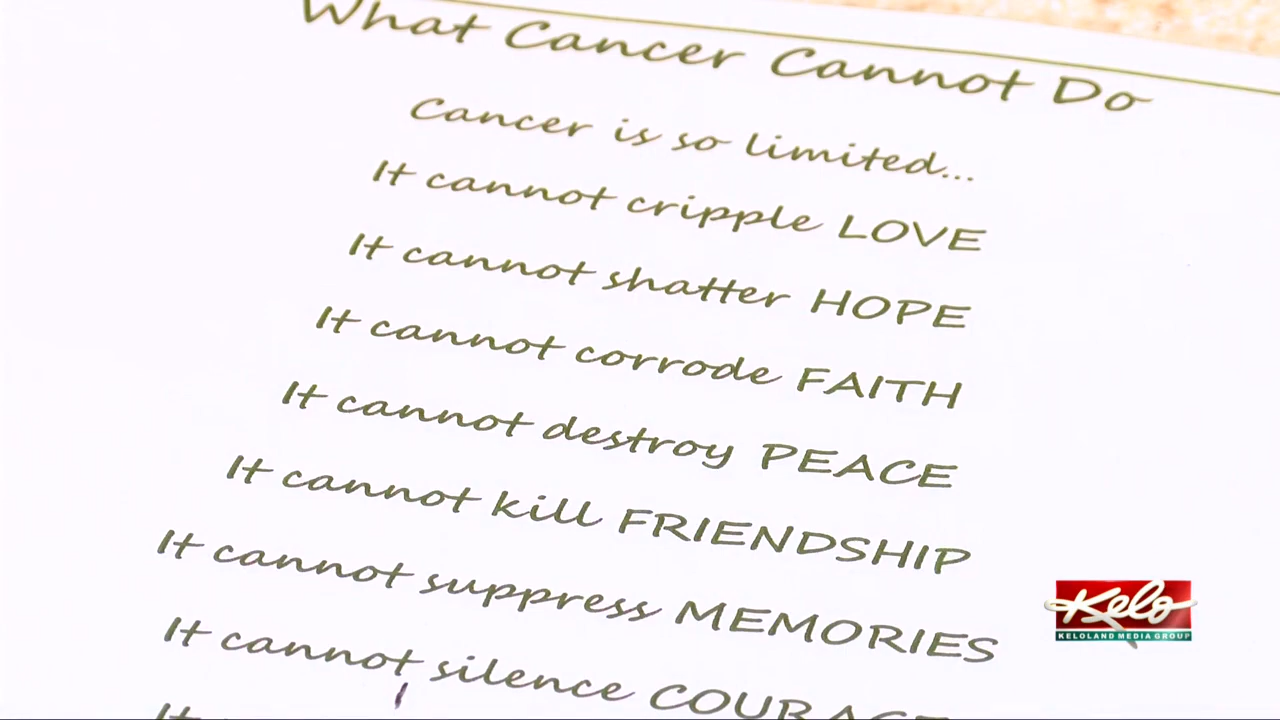 What Cancer Cannot Do
Cancer is so limited...
It cannot cripple LOVE
It cannot shatter HOPE
It cannot corrode FAITH
It cannot destroy PEACE
It cannot kill FRIENDSHIP
It cannot suppress MEMORIES
It cannot silence COURAGE
It
Kelo
KELOLAND MEDIA GROUP